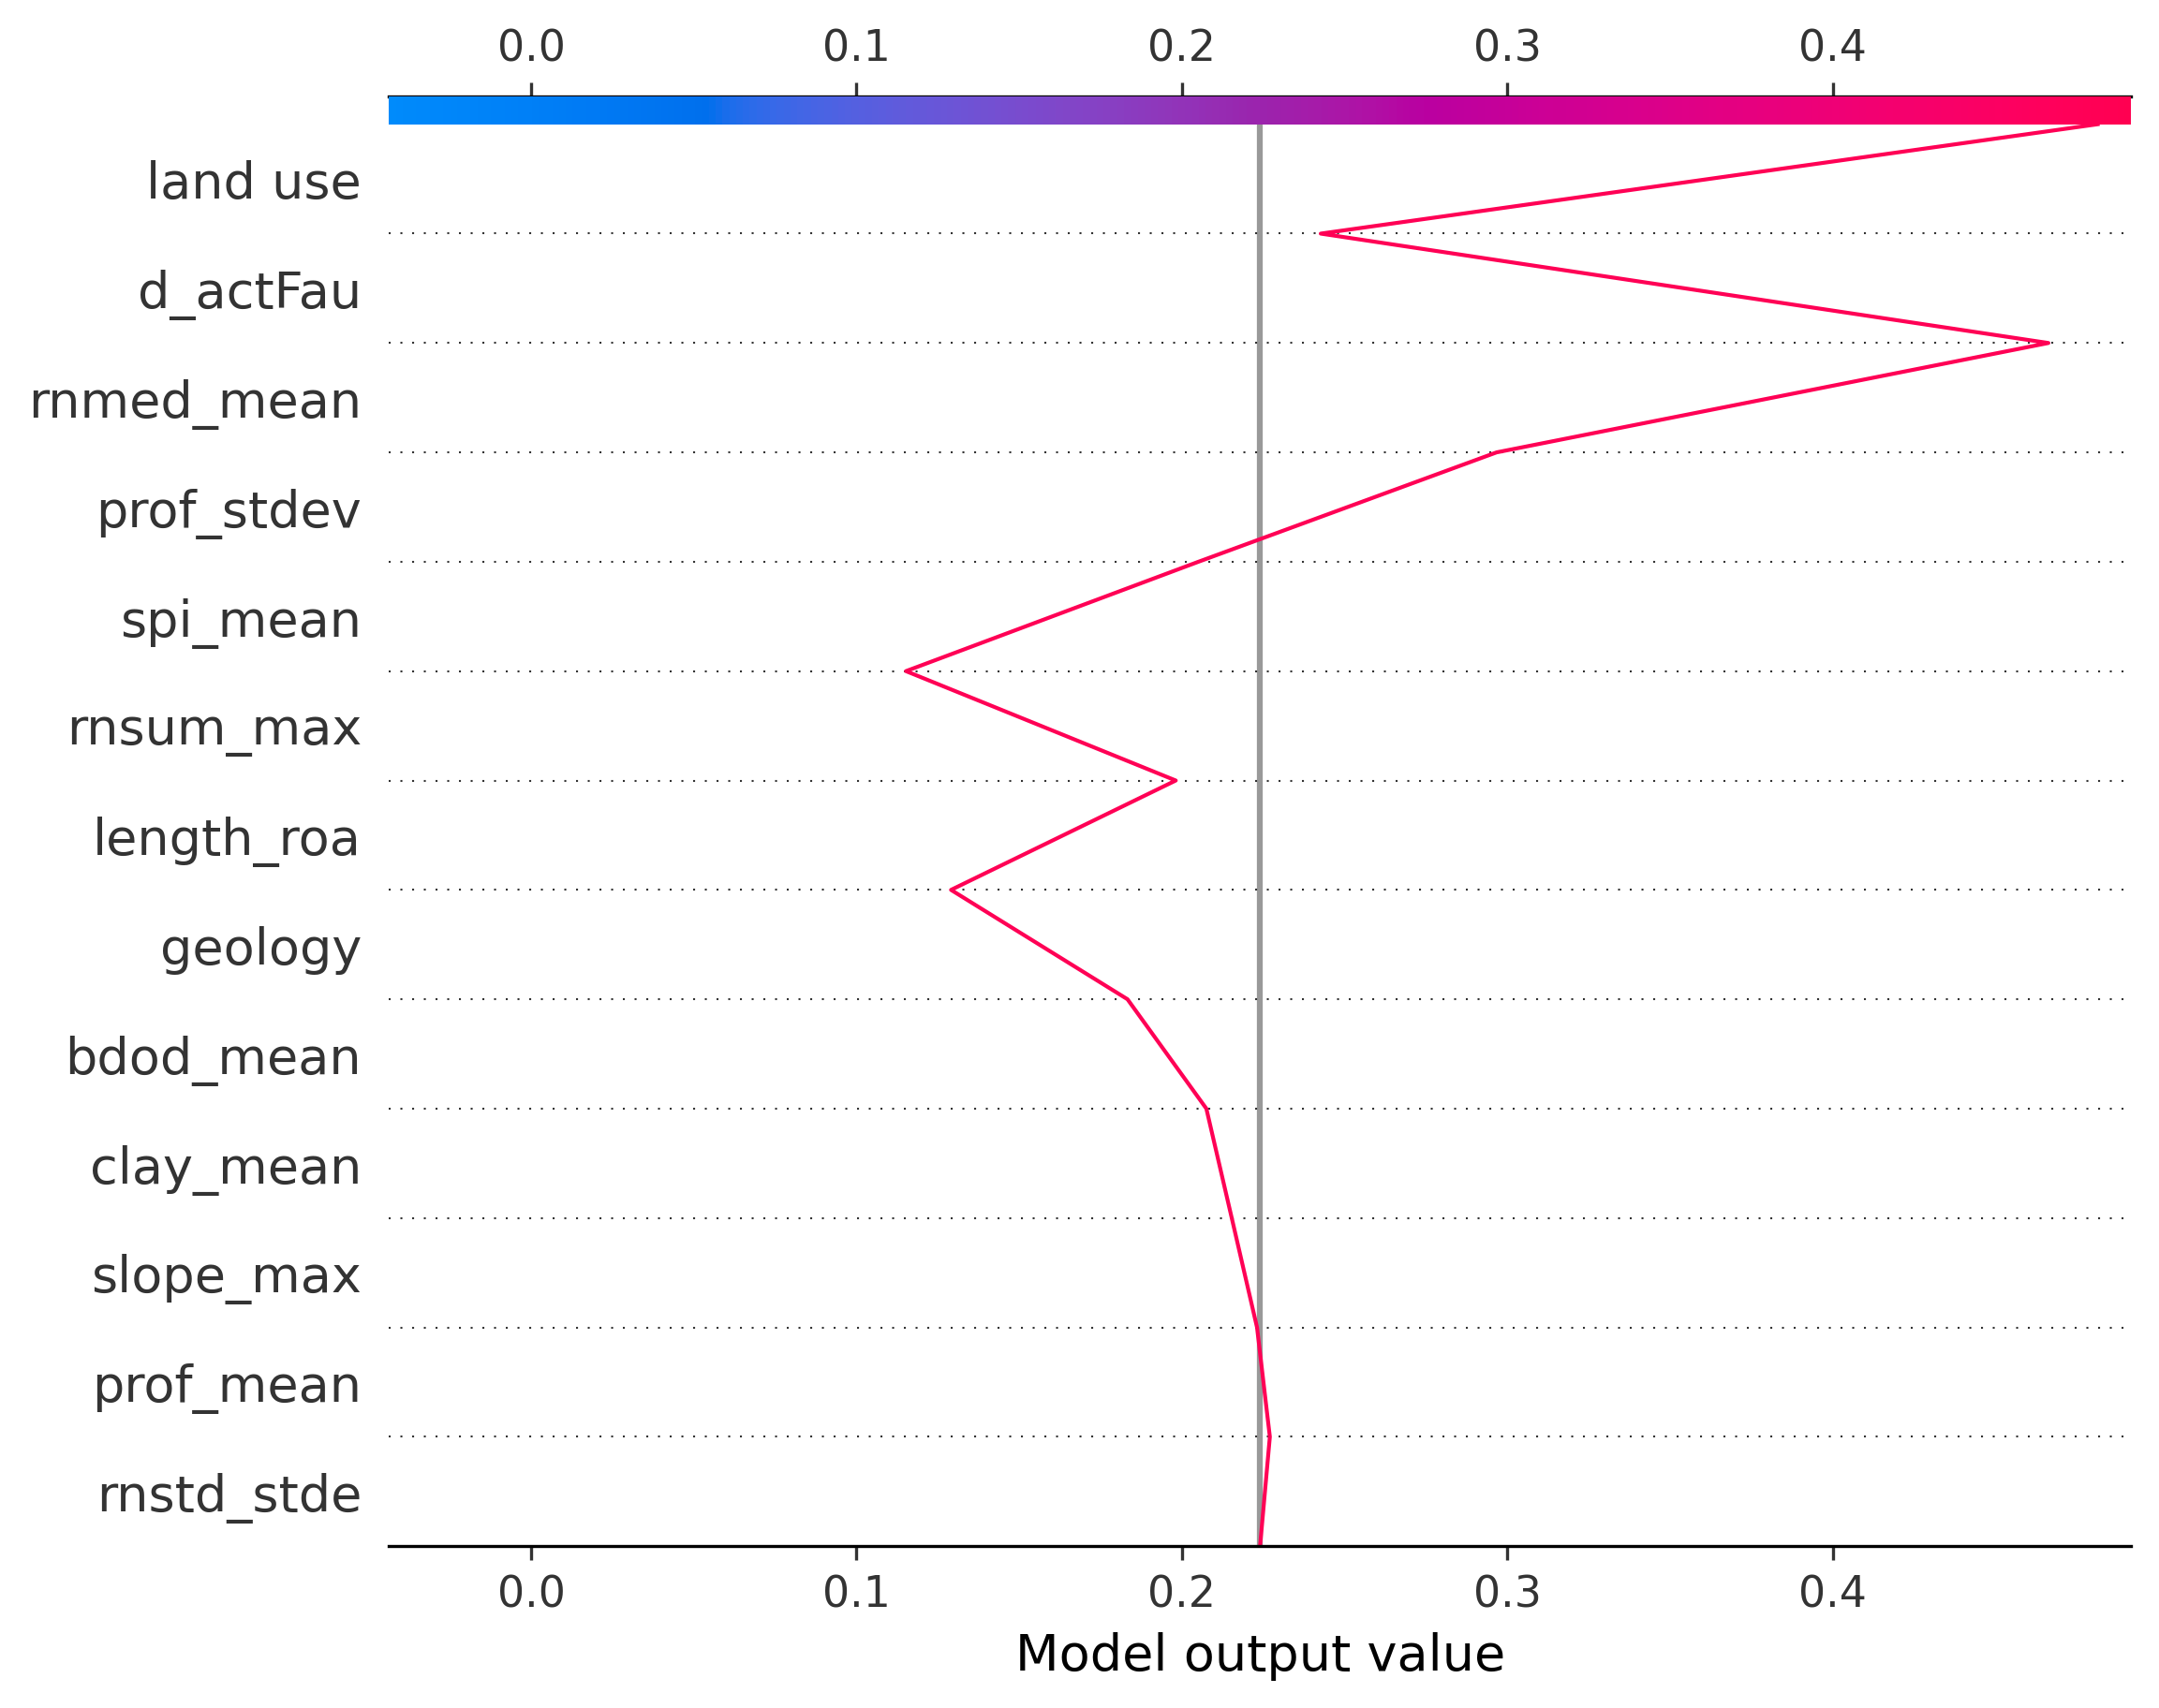 0.0 0.1 0.2 0.3 0.4
land use
d_actFau
rnmed_mean
prof_stdev
spi_mean
rnsum_max
length_roa
geology
bdod_mean
clay_mean
slope_max
prof_mean
rnstd_stde
0.0 0.1 0.2 0.3 0.4
Model output value